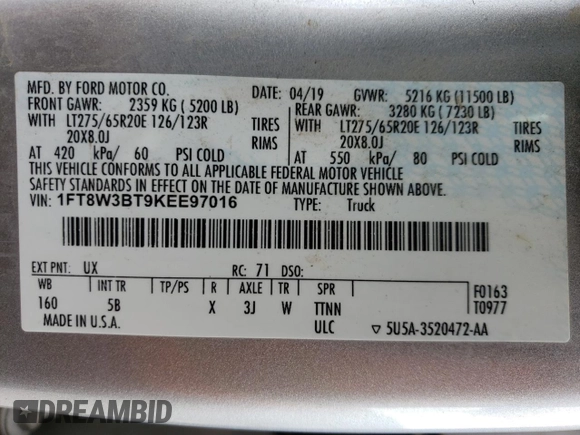 MFD. BY FORD MOTOR CO.
DATE: 04/19 GVWR: 5216 KG (11500 LB)
FRONT GAWR: 2359 KG (5200 LB)
REAR GAWR: 3280 KG (7230 LB)
WITH LT275/65R20E 126/123R TIRES
WITH LT275/65R20E 126/123R TIRES
20X8.0J RIMS
20X8.0J RIMS
AT 420 kPa/ 60 PSI COLD
AT 550 kPa/ 80 PSI COLD
THIS VEHICLE CONFORMS TO ALL APPLICABLE FEDERAL MOTOR VEHICLE
SAFETY STANDARDS IN EFFECT ON THE DATE OF MANUFACTURE SHOWN ABOVE.
VIN: 1FT8W3BT9KEE97016 TYPE: Truck
EXT PNT: UX RC: 71 DSO:
WB INT TR TP/PS R AXLE TR SPR F0163
160 5B X 3J W TTNN T0977
MADE IN U.S.A. ULC ▽ 5U5A-3520472-AA
DREAMBID